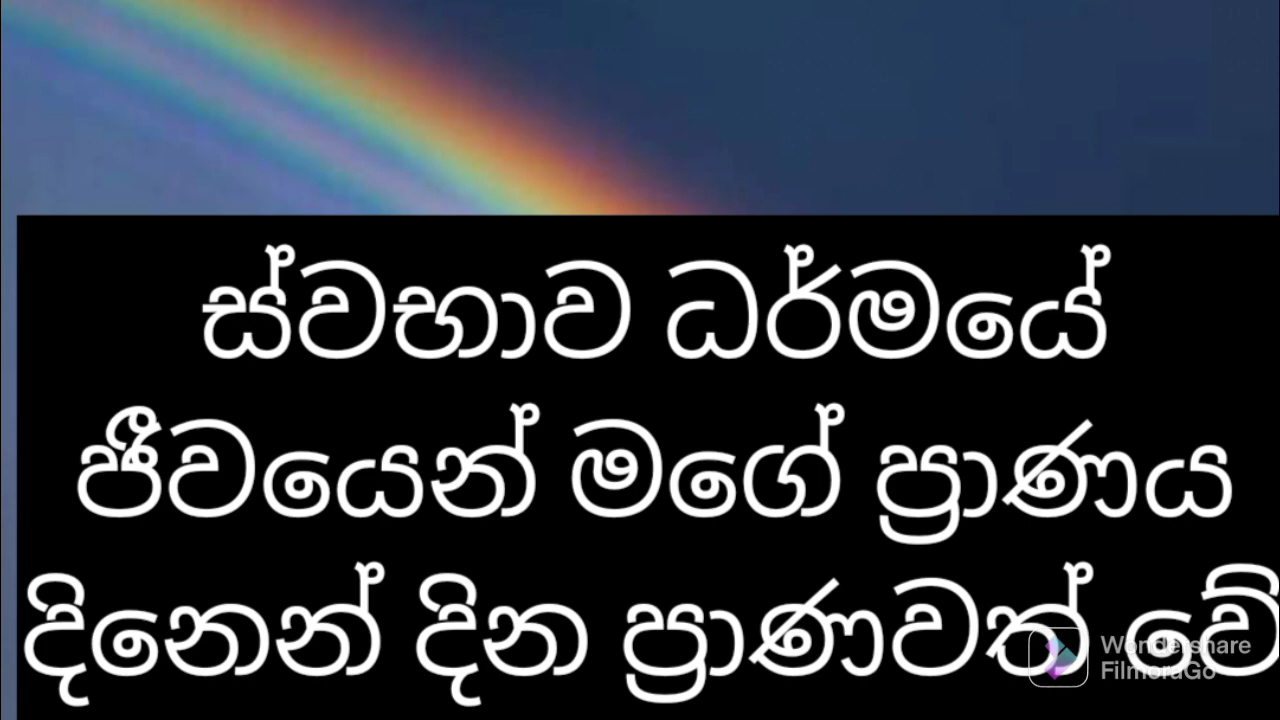 ස්වභාව ධර්මයේ
ජීවයෙන් මගේ ප්‍රාණය
දිනෙන් දින ප්‍රාණවත් වේ
Wondershare
FilmoraGo